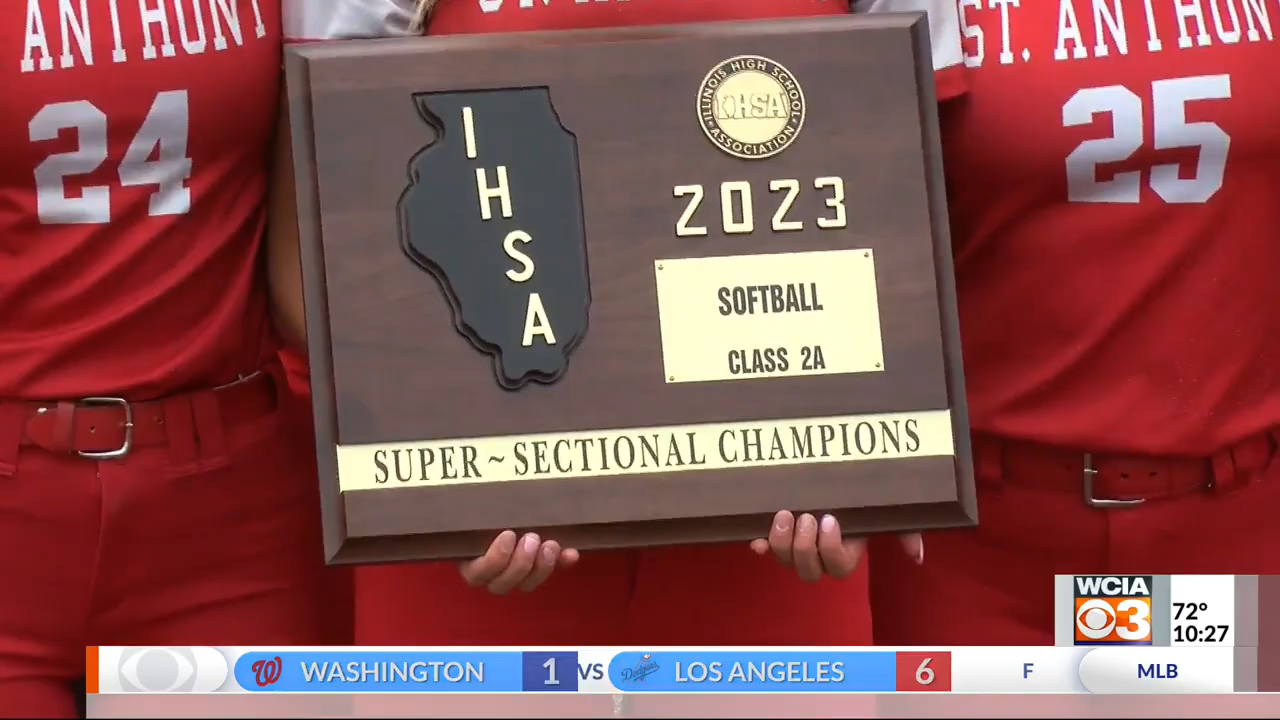 ANTHONY
24
ST. ANTHON
25
I
H
S
A
ILLINOIS HIGH SCHOOL
IHSA
ASSOCIATION
2023
SOFTBALL
CLASS 2A
SUPER~SECTIONAL CHAMPIONS
WCIA
3
72°
10:27
W
WASHINGTON
1
VS
Dodgers
LOS ANGELES
6
F
MLB